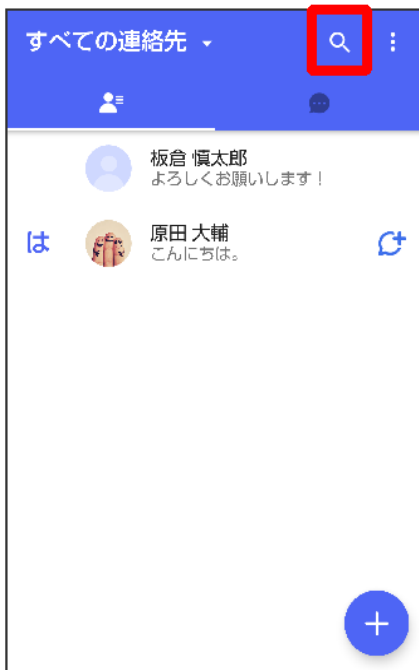 すべての連絡先
板倉 慎太郎
よろしくお願いします！
は
原田 大輔
こんにちは。